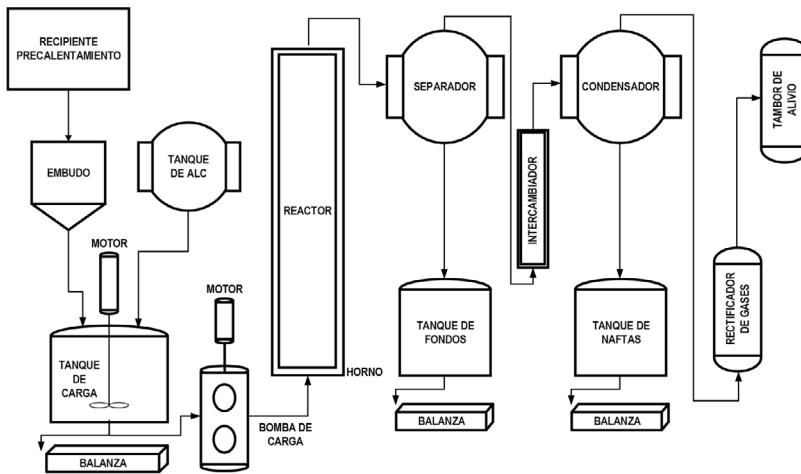 RECIPIENTE
PRECALENTAMIENTO
EMBUDO
TANQUE
DE ALC
MOTOR
TANQUE
DE
CARGA
BALANZA
MOTOR
BOMBA DE
CARGA
REACTOR
HORNO
SEPARADOR
TANQUE DE
FONDOS
BALANZA
INTERCAMBIADOR
CONDENSADOR
TANQUE DE
NAFTAS
BALANZA
RECTIFICADOR
DE GASES
TAMBOR DE
ALIVIO